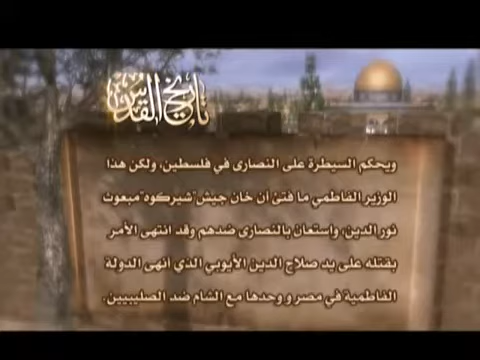 تاريخ القدس
ويحكم السيطرة على النصارى في فلسطين، ولكن هذا
الوزير الفاطمي ما فتئ أن خان جيش "شيركوه" مبعوث
نور الدين، واستعان بالنصارى ضدهم وقد انتهى الأمر
بقتله على يد صلاح الدين الأيوبي الذي أنهى الدولة
الفاطمية في مصر و وحدها مع الشام ضد الصليبيين.